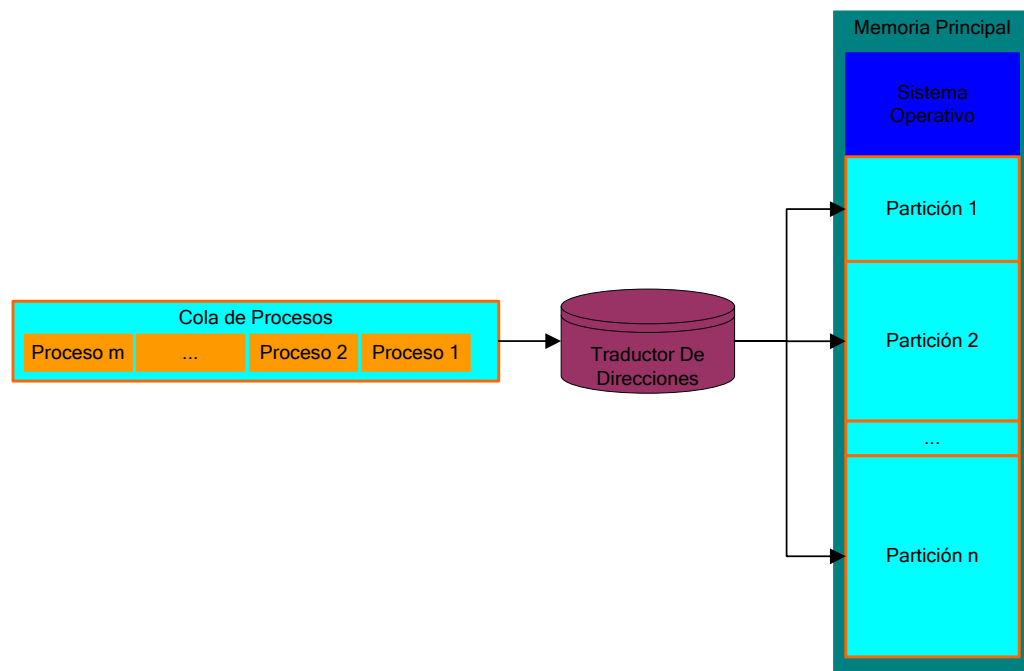 Memoria Principal
Sistema
Operativo
Partición 1
Partición 2
...
Partición n
Cola de Procesos
Proceso m
...
Proceso 2
Proceso 1
Traductor De
Direcciones